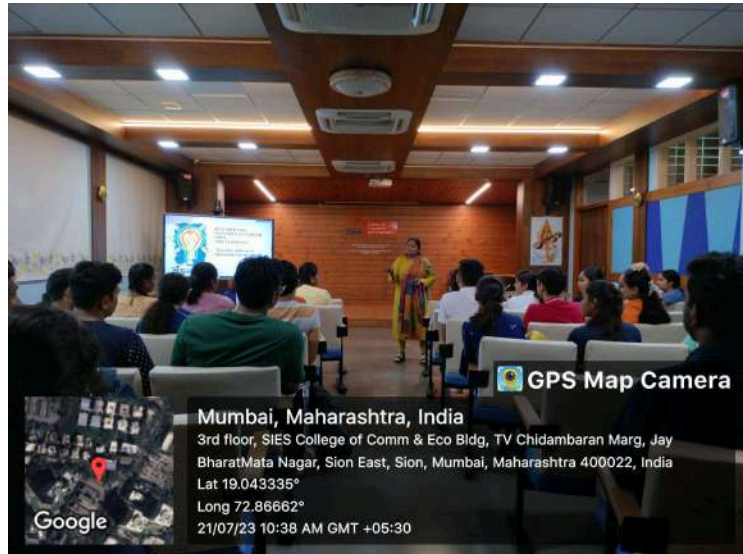 GPS Map Camera
Mumbai, Maharashtra, India
3rd floor, SIES College of Comm & Eco Bldg, TV Chidambaran Marg, Jay
BharatMata Nagar, Sion East, Sion, Mumbai, Maharashtra 400022, India
Lat 19.043335°
Long 72.86662°
21/07/23 10:38 AM GMT +05:30
Google